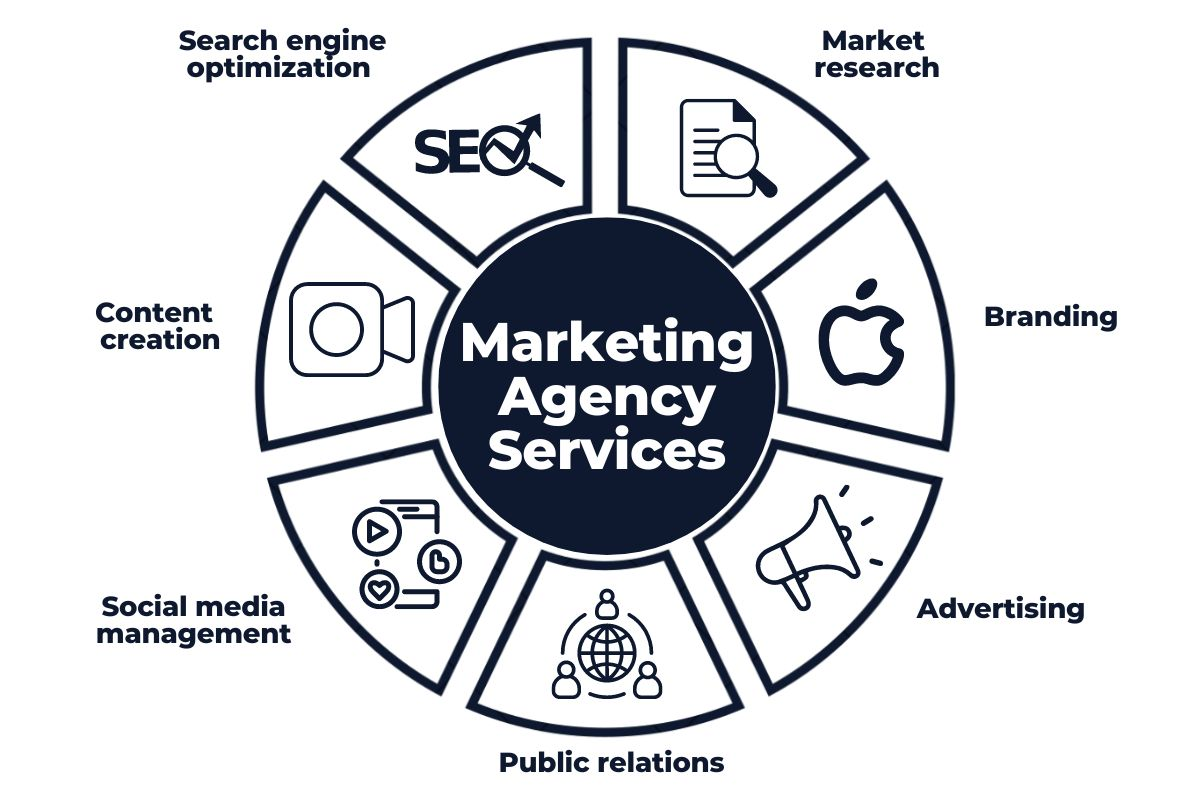 Search engine
optimization
Market
research
SEO
Content
creation
Marketing
Agency
Services
Branding
Social media
management
Advertising
Public relations